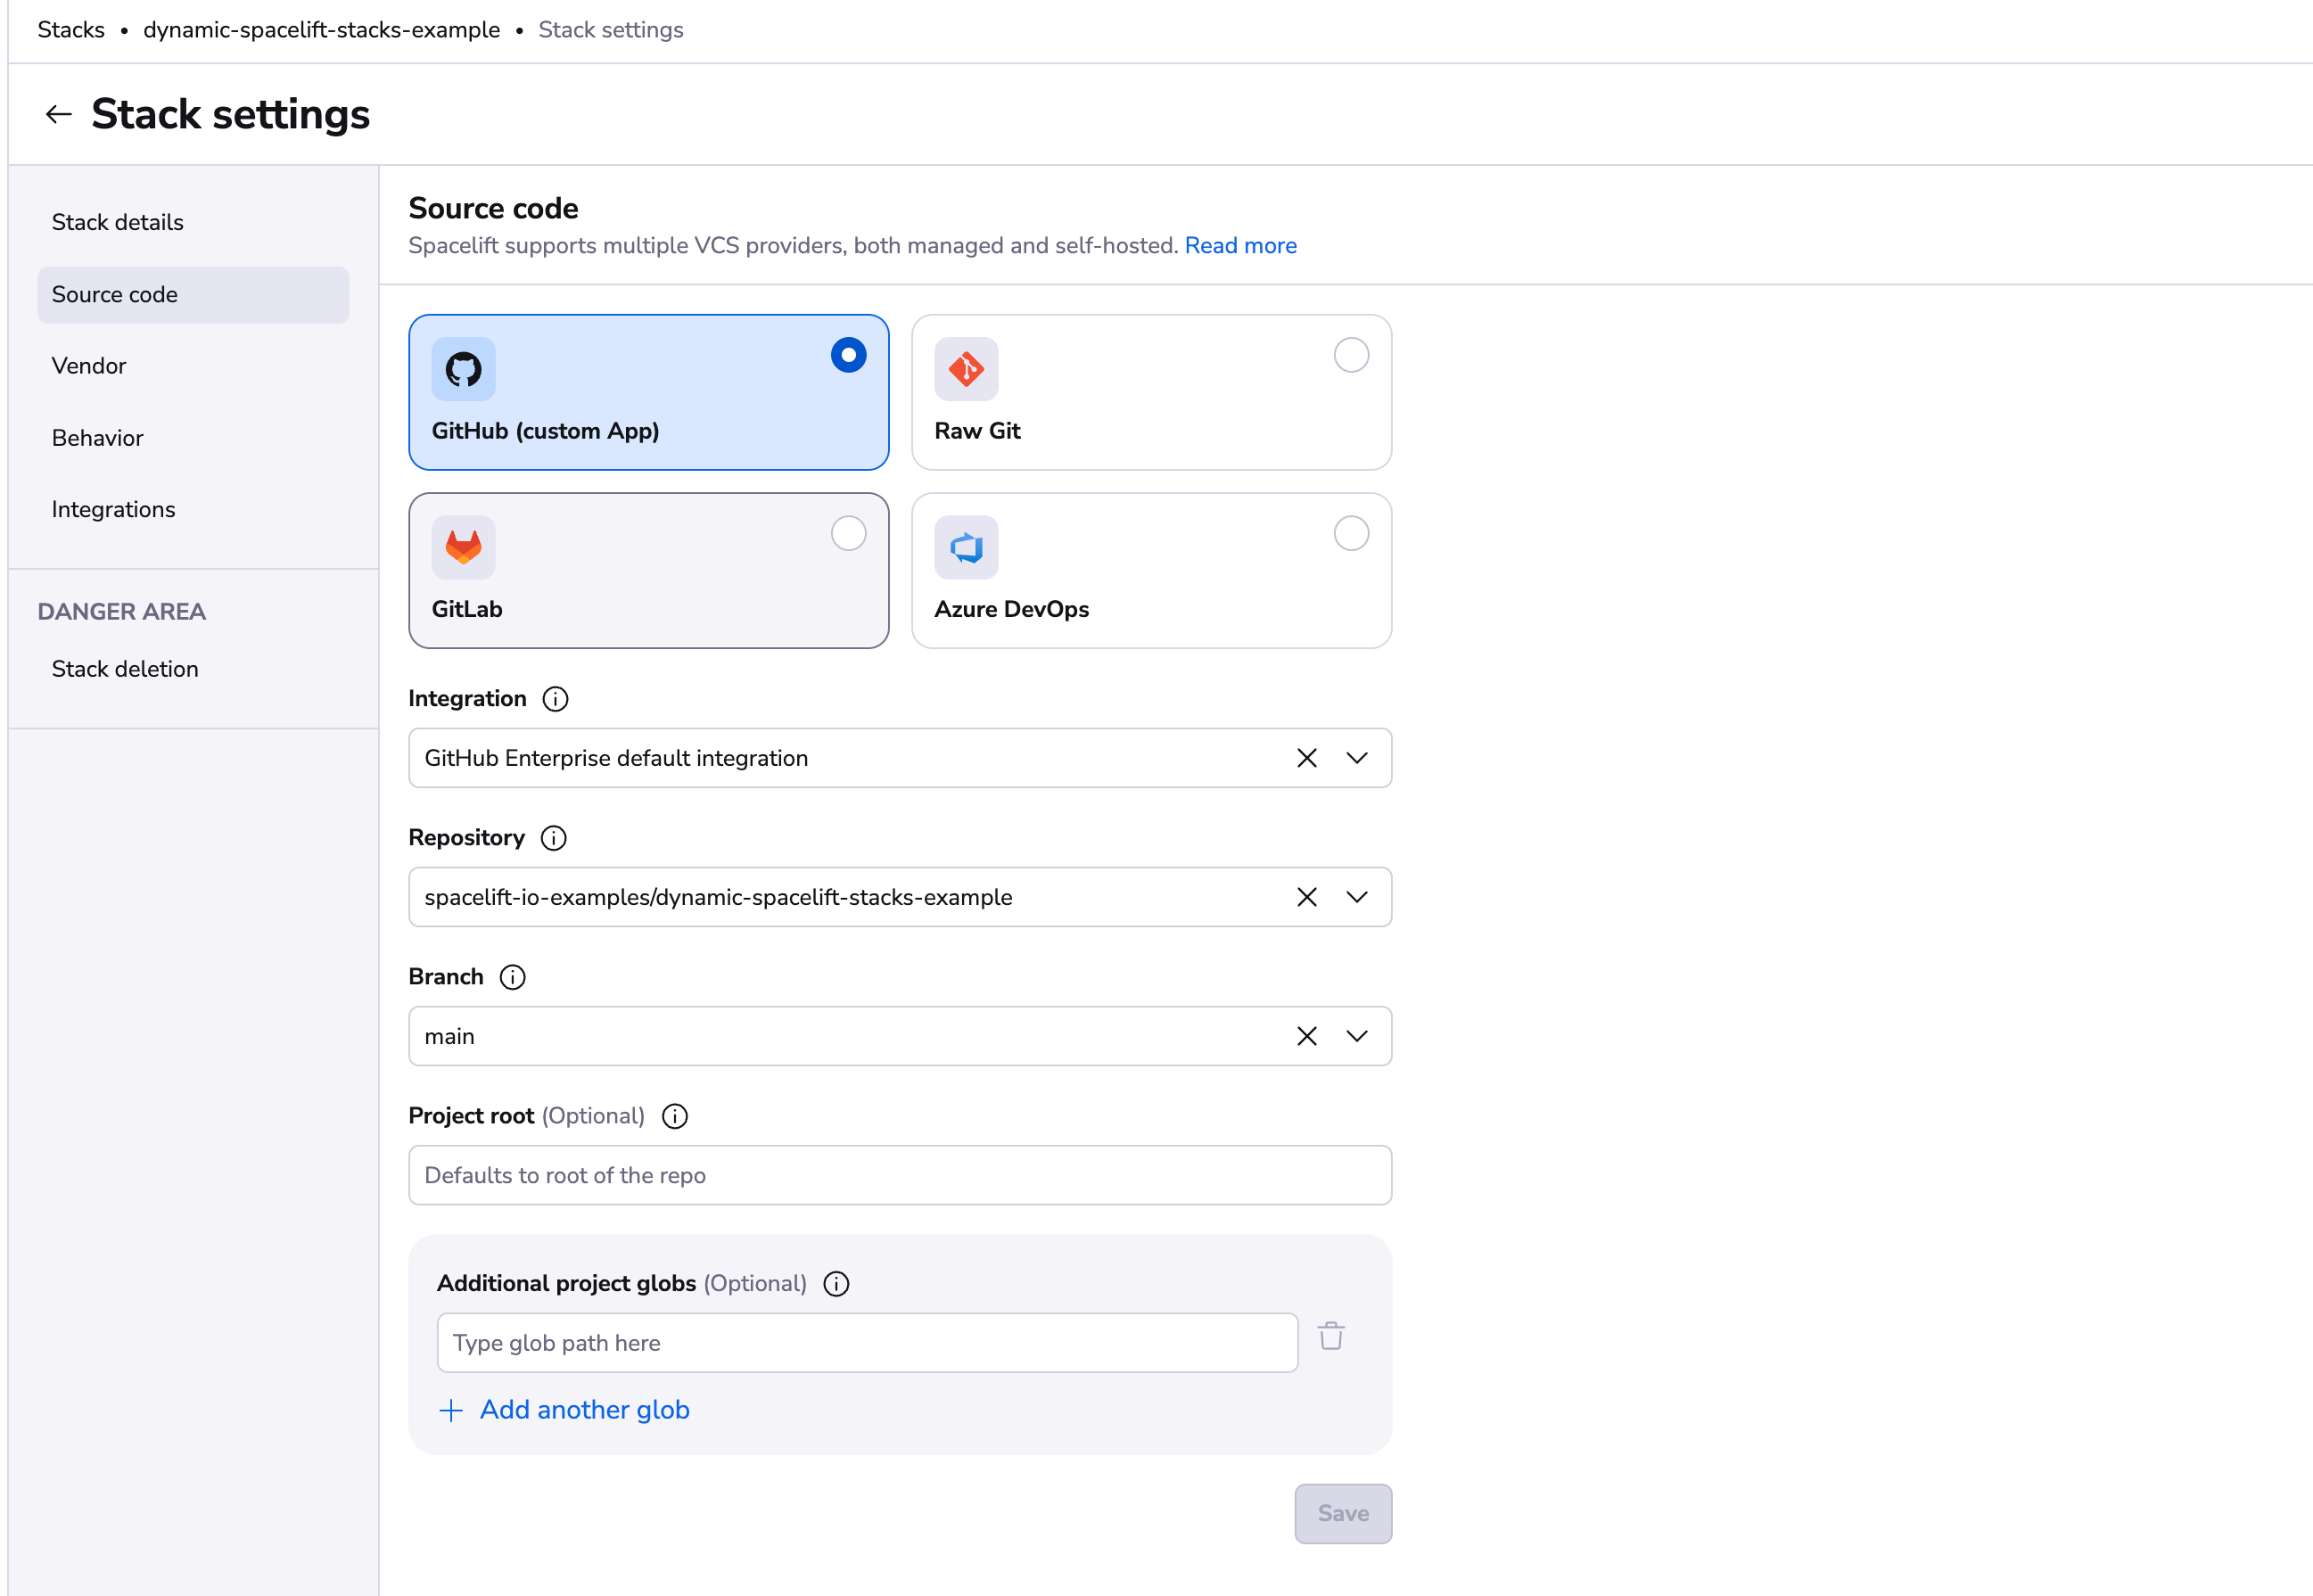 Stacks • dynamic-spacelift-stacks-example • Stack settings
Stack settings
Stack details
Source code
Vendor
Behavior
Integrations
DANGER AREA
Stack deletion
Source code
Spacelift supports multiple VCS providers, both managed and self-hosted. Read more
GitHub (custom App)
Raw Git
GitLab
Azure DevOps
Integration
GitHub Enterprise default integration
Repository
spacelift-io-examples/dynamic-spacelift-stacks-example
Branch
main
Project root (Optional)
Defaults to root of the repo
Additional project globs (Optional)
Type glob path here
Add another glob
Save